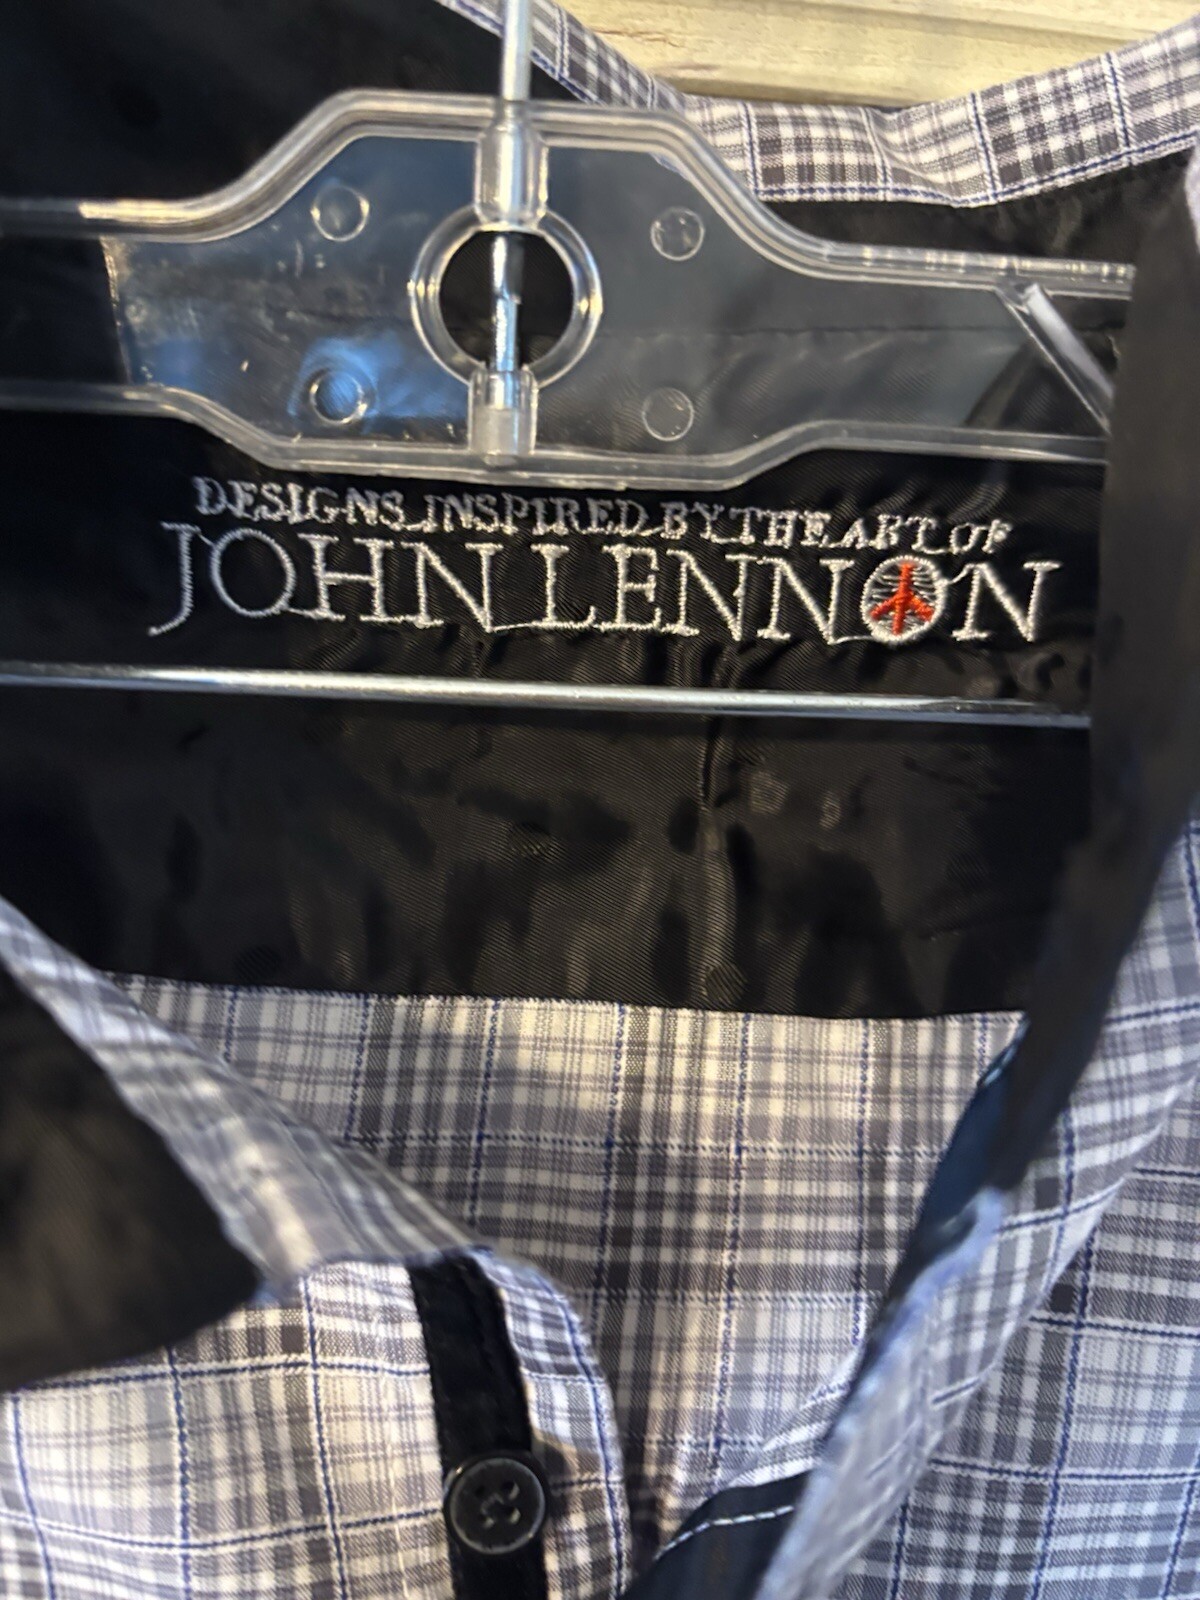 DESIGNS INSPIRED BY THE ART OF
JOHN LENNON